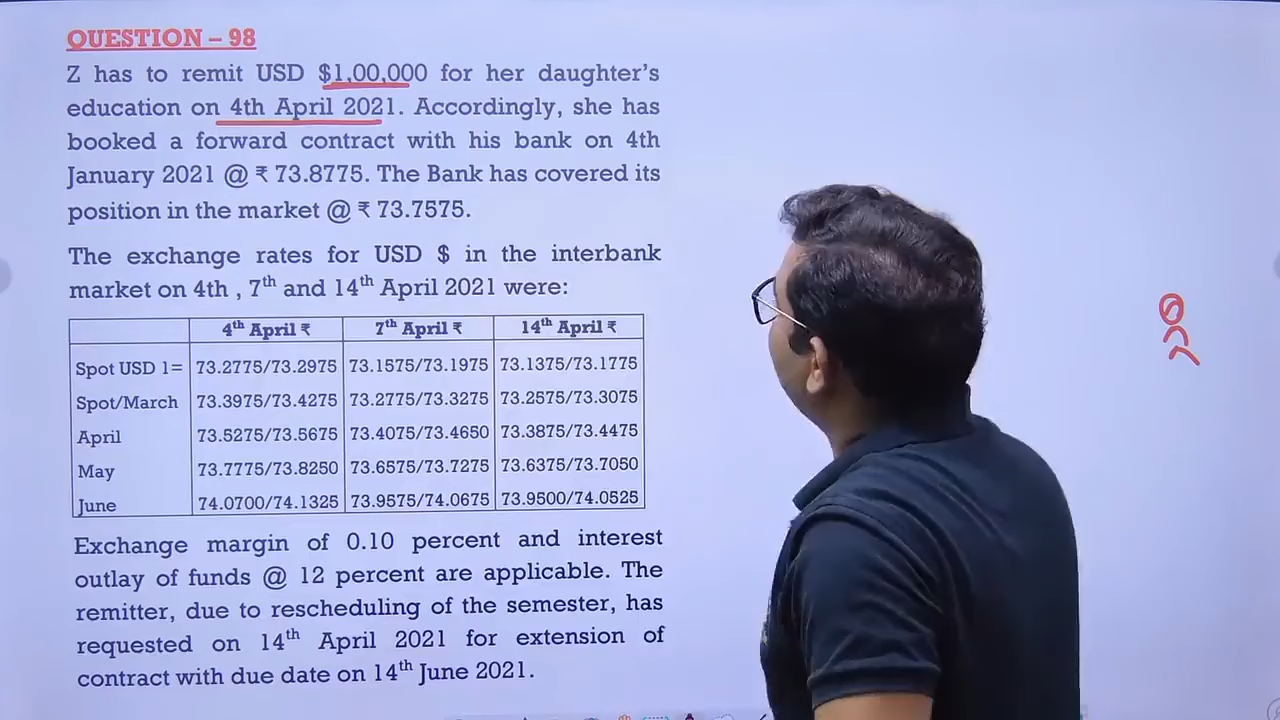 QUESTION – 98
Z has to remit USD $1,00,000 for her daughter's
education on 4th April 2021. Accordingly, she has
booked a forward contract with his bank on 4th
January 2021 @ ₹ 73.8775. The Bank has covered its
position in the market @ ₹ 73.7575.
The exchange rates for USD $ in the interbank
market on 4th , 7th and 14th April 2021 were:
4th April ₹ 7th April ₹ 14th April ₹
Spot USD 1= 73.2775/73.2975 73.1575/73.1975 73.1375/73.1775
Spot/March 73.3975/73.4275 73.2775/73.3275 73.2575/73.3075
April 73.5275/73.5675 73.4075/73.4650 73.3875/73.4475
May 73.7775/73.8250 73.6575/73.7275 73.6375/73.7050
June 74.0700/74.1325 73.9575/74.0675 73.9500/74.0525
Exchange margin of 0.10 percent and interest
outlay of funds @ 12 percent are applicable. The
remitter, due to rescheduling of the semester, has
requested on 14th April 2021 for extension of
contract with due date on 14th June 2021.